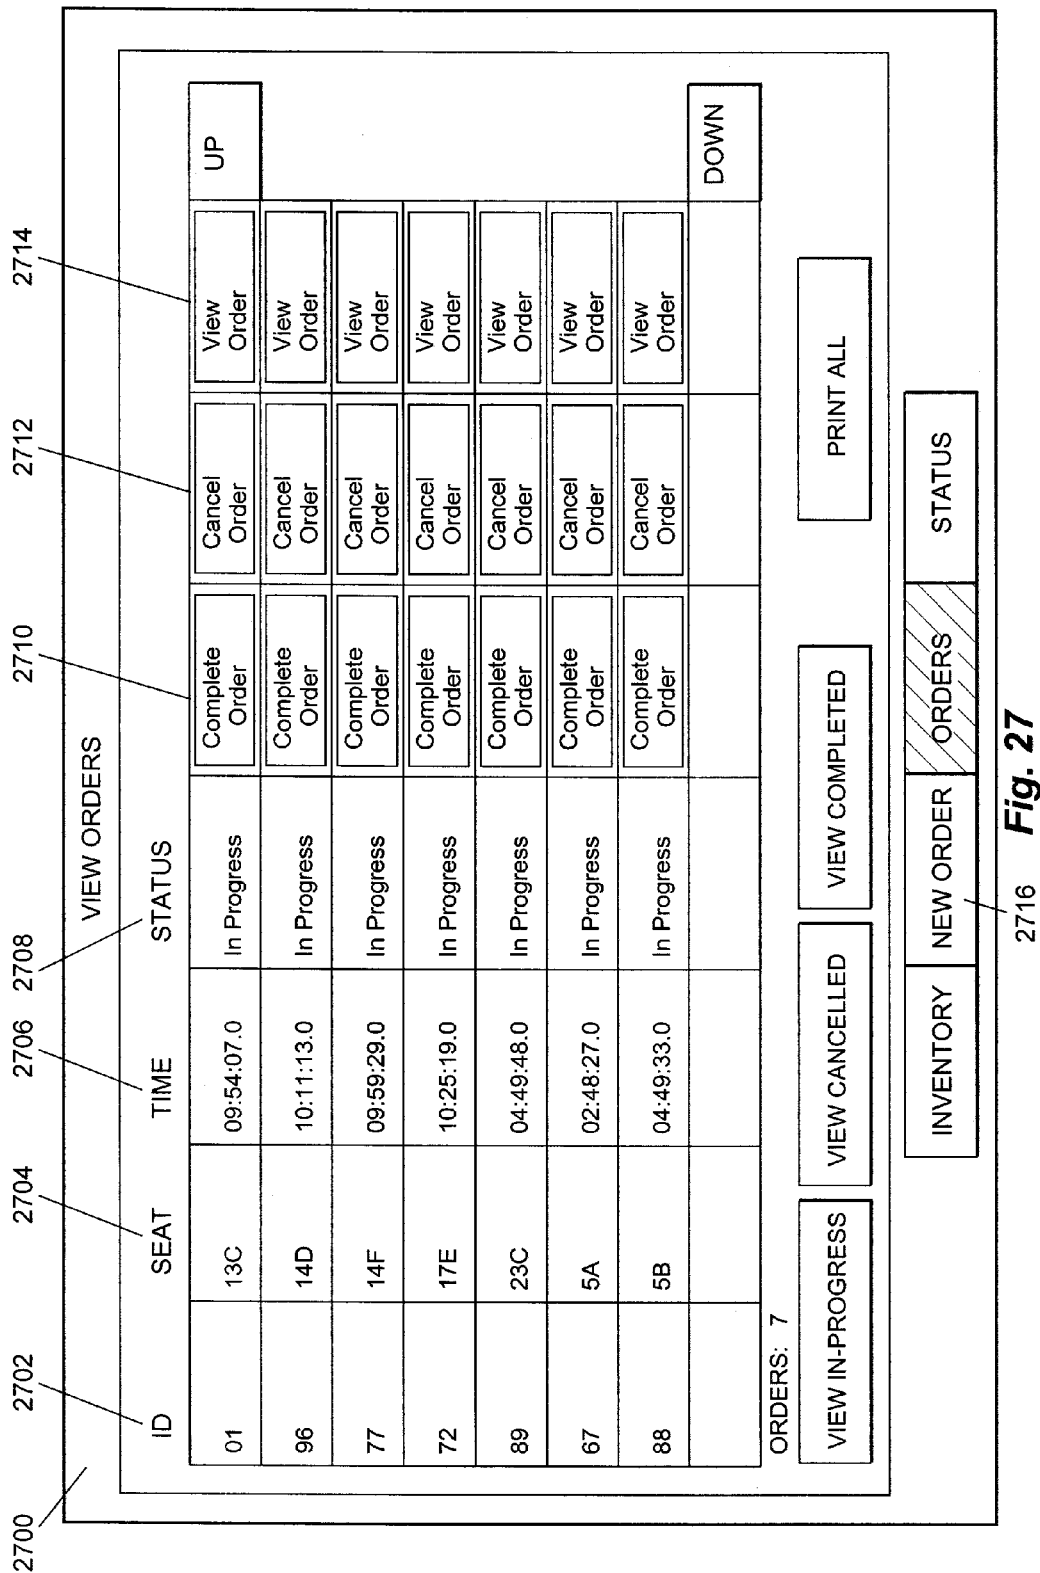 2700
2702
2704
2706
2708
2710
2712
2714
VIEW ORDERS
ID SEAT TIME STATUS
01 13C 09:54:07.0 In Progress Complete Order Cancel Order View Order UP
96 14D 10:11:13.0 In Progress Complete Order Cancel Order View Order
77 14F 09:59:29.0 In Progress Complete Order Cancel Order View Order
72 17E 10:25:19.0 In Progress Complete Order Cancel Order View Order
89 23C 04:49:48.0 In Progress Complete Order Cancel Order View Order
67 5A 02:48:27.0 In Progress Complete Order Cancel Order View Order
88 5B 04:49:33.0 In Progress Complete Order Cancel Order View Order
DOWN
ORDERS: 7
VIEW IN-PROGRESS VIEW CANCELLED VIEW COMPLETED PRINT ALL
INVENTORY NEW ORDER ORDERS STATUS
2716
Fig. 27